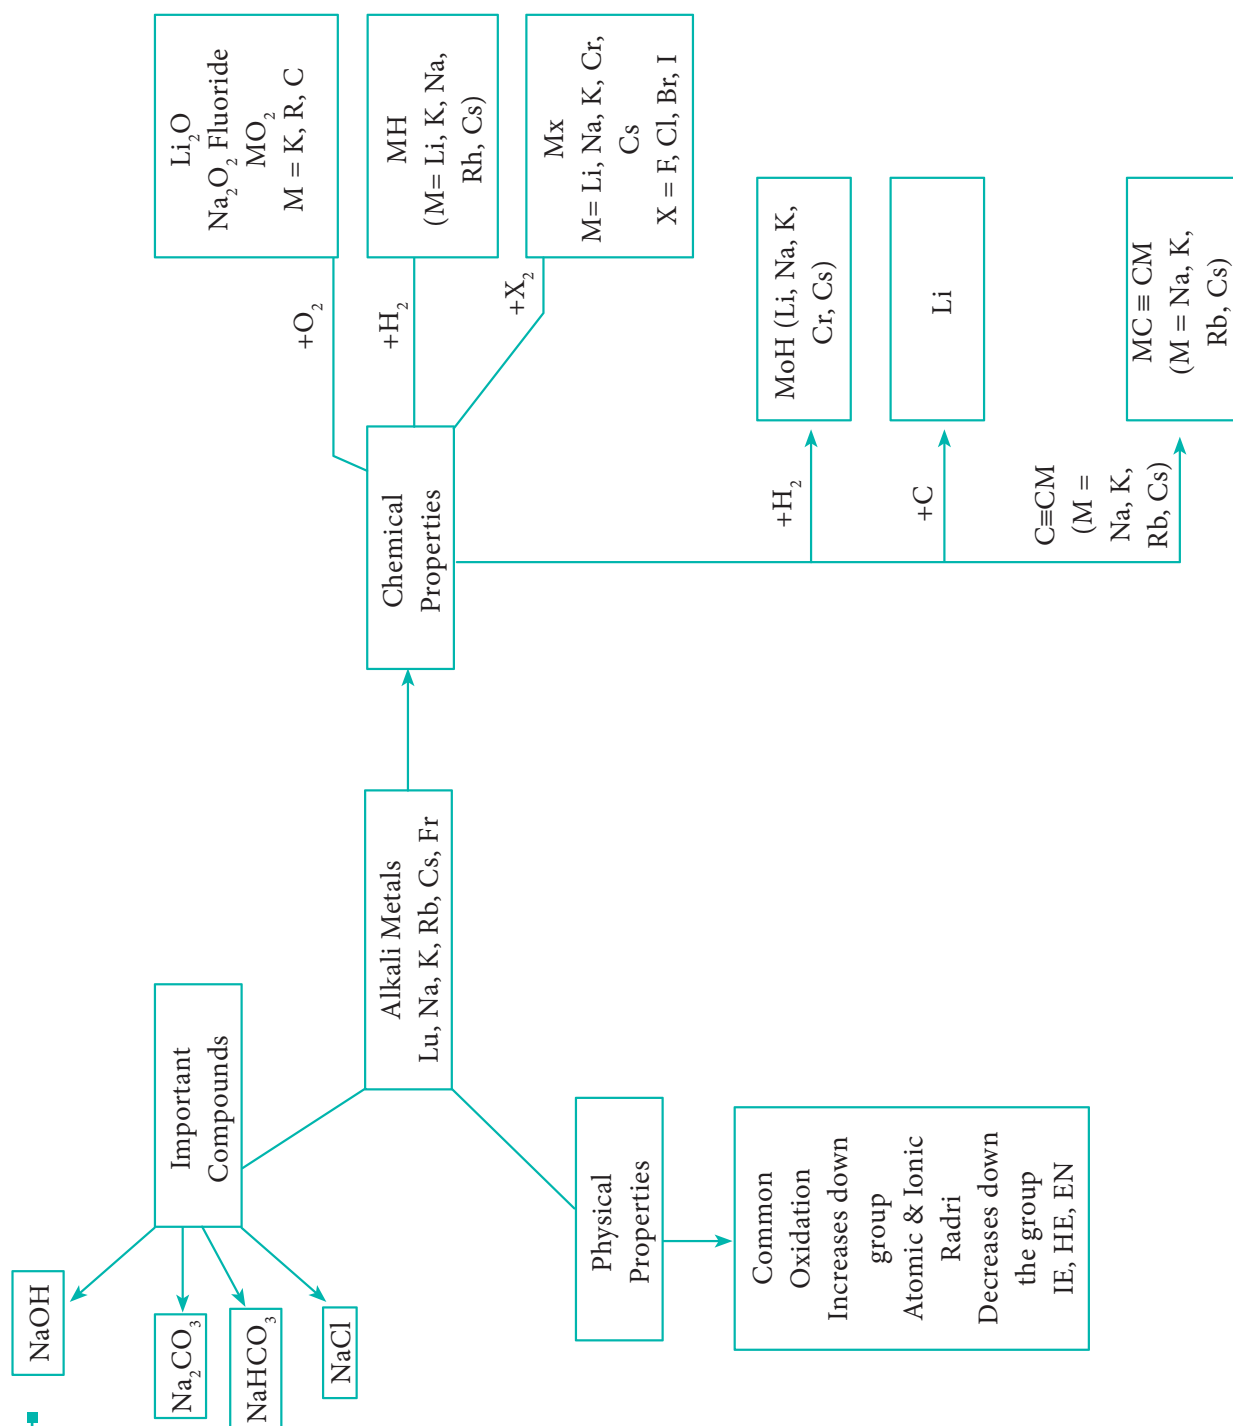 NaOH
Na₂CO₃
NaHCO₃
NaCl
Important
Compounds
Alkali Metals
Lu, Na, K, Rb, Cs, Fr
Physical
Properties
Common
Oxidation
Increases down
group
Atomic & Ionic
Radri
Decreases down
the group
IE, HE, EN
Chemical
Properties
+O₂
Li₂O
Na₂O₂ Fluoride
MO₂
M = K, R, C
+H₂
MH
(M= Li, K, Na,
Rh, Cs)
+X₂
Mx
M= Li, Na, K, Cr,
Cs
X = F, Cl, Br, I
+H₂
MoH (Li, Na, K,
Cr, Cs)
+C
Li
C≡CM
(M =
Na, K,
Rb, Cs)
MC ≡ CM
(M = Na, K,
Rb, Cs)